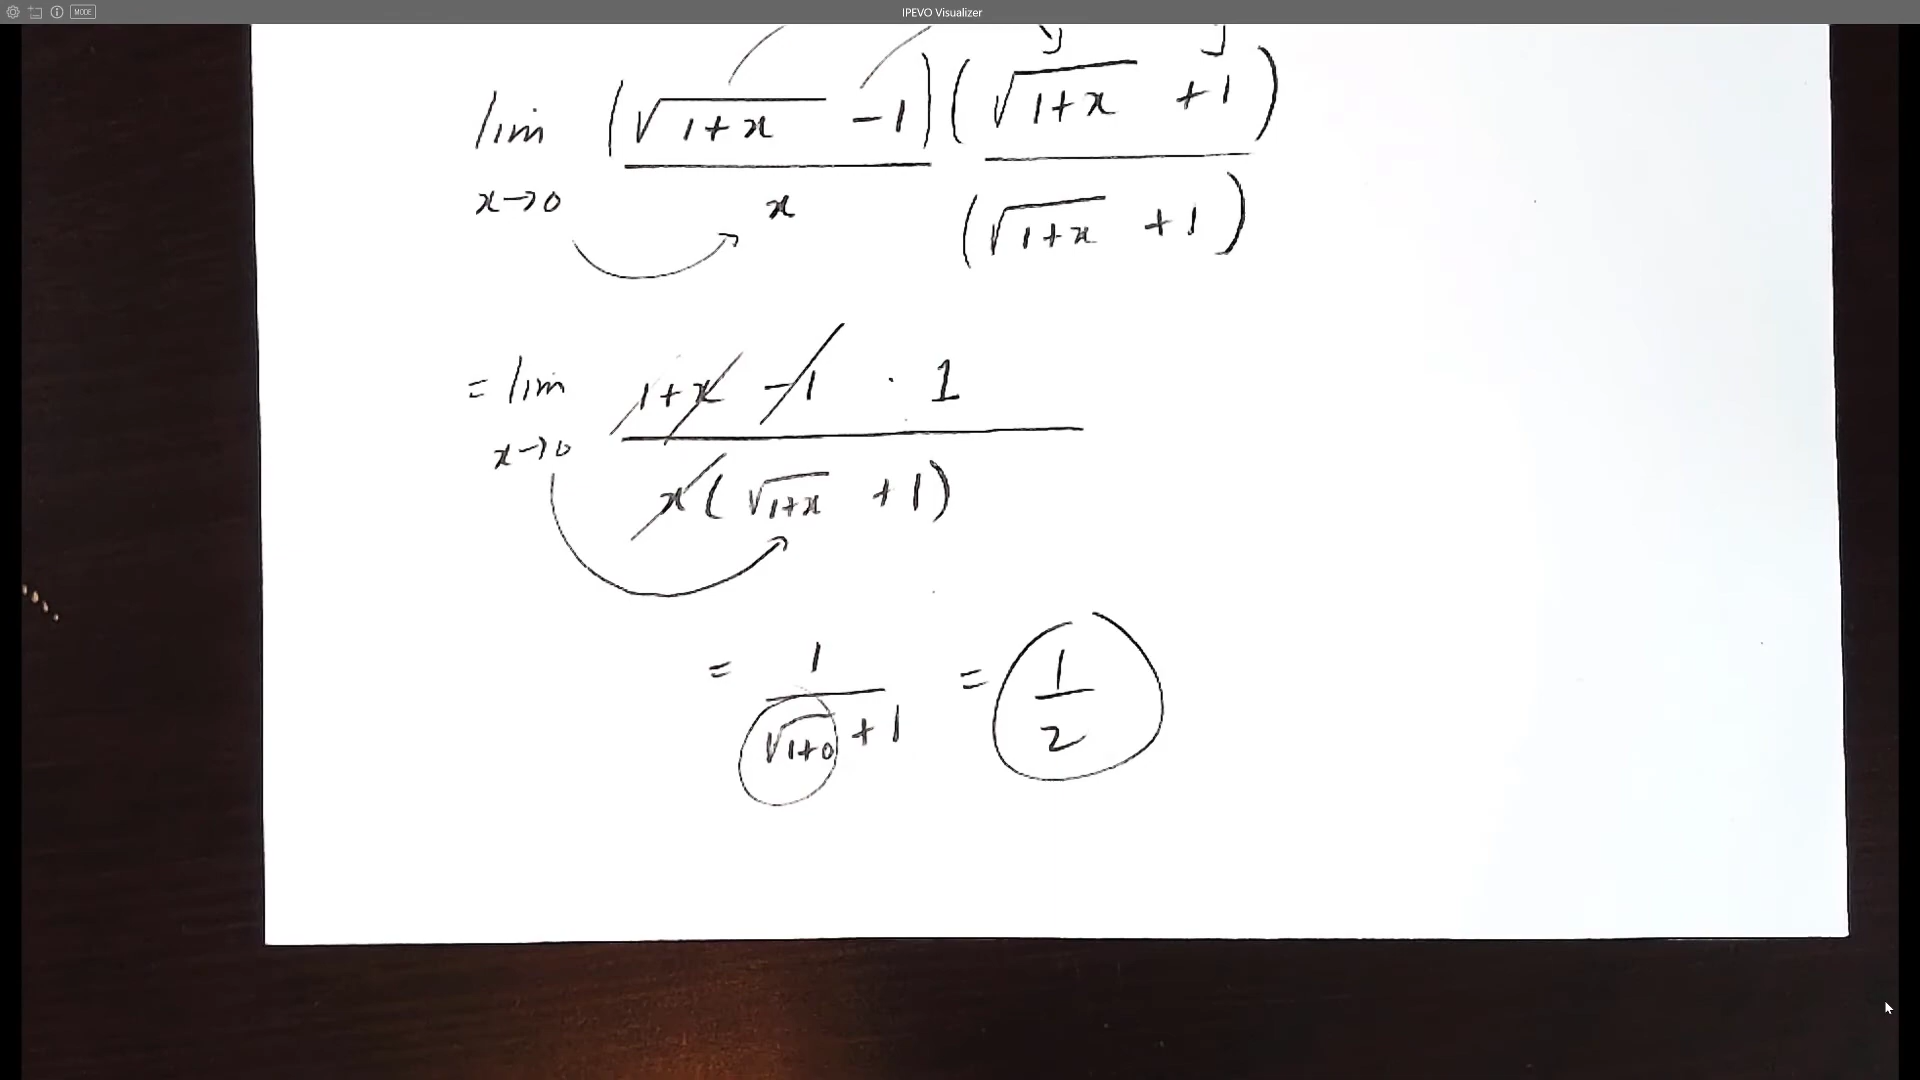 MODE
IPEVO Visualizer
y y
lim (√1+x -1) (√1+x +1)
x→0 x (√1+x +1)
= lim 1+x -1 · 1
x→0 x(√1+x +1)
= 1 = 1
√1+0 +1 2